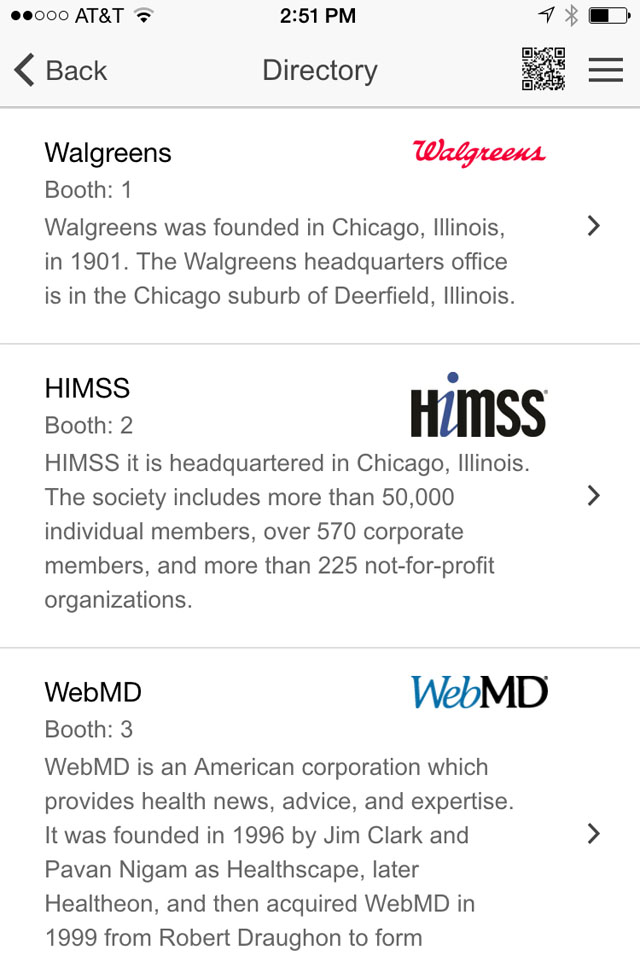 AT&T 2:51 PM
Back Directory
Walgreens Walgreens
Booth: 1
Walgreens was founded in Chicago, Illinois,
in 1901. The Walgreens headquarters office
is in the Chicago suburb of Deerfield, Illinois.
HIMSS HiMSS
Booth: 2
HIMSS it is headquartered in Chicago, Illinois.
The society includes more than 50,000
individual members, over 570 corporate
members, and more than 225 not-for-profit
organizations.
WebMD WebMD
Booth: 3
WebMD is an American corporation which
provides health news, advice, and expertise.
It was founded in 1996 by Jim Clark and
Pavan Nigam as Healthscape, later
Healtheon, and then acquired WebMD in
1999 from Robert Draughon to form